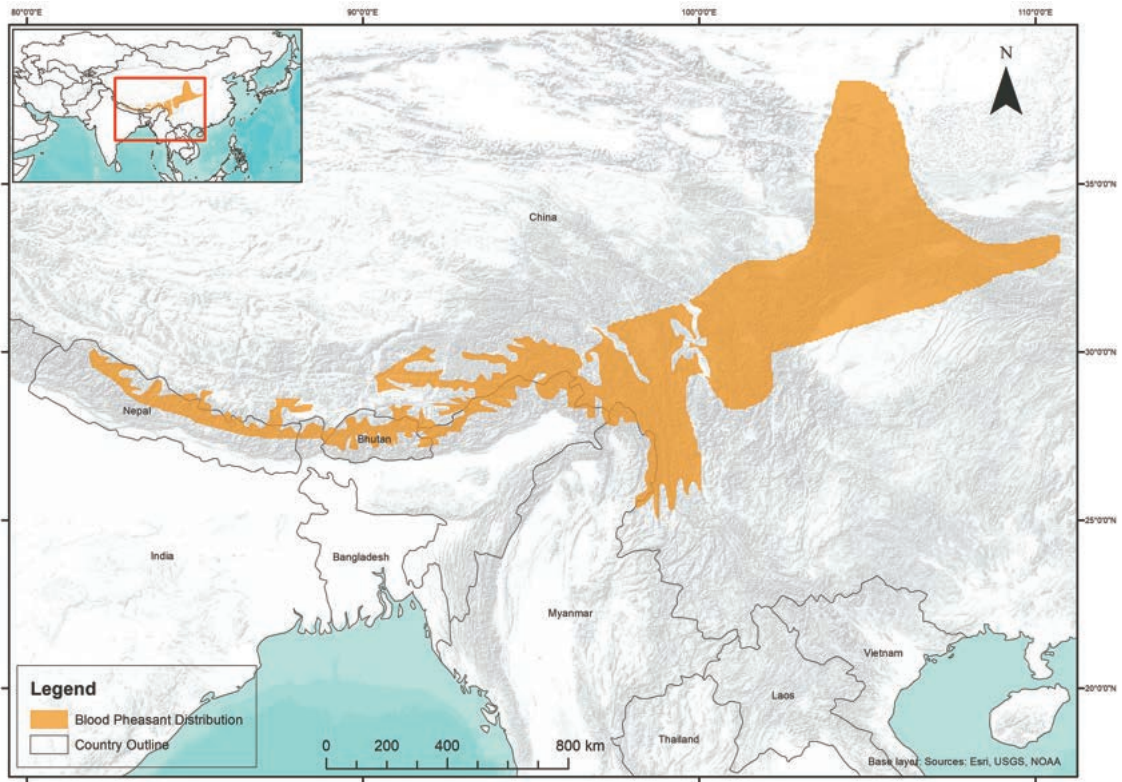 80°0'0"E 90°0'0"E 100°0'0"E 110°0'0"E
N
35°0'0"N
China
30°0'0"N
Nepal
Bhutan
25°0'0"N
India
Bangladesh
Myanmar
Vietnam
Laos
20°0'0"N
Thailand
Legend
Blood Pheasant Distribution
Country Outline
0 200 400 800 km
Base layer: Sources: Esri, USGS, NOAA